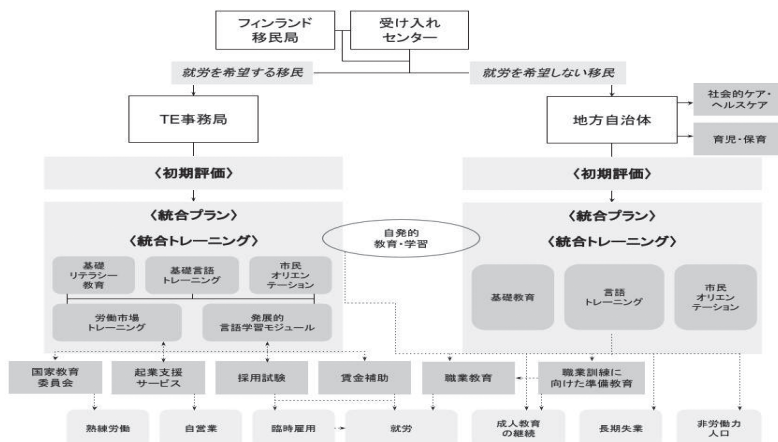 フィンランド
移民局
受け入れ
センター
就労を希望する移民
就労を希望しない移民
社会的ケア・
ヘルスケア
TE事務局
地方自治体
育児・保育
〈初期評価〉
〈初期評価〉
〈統合プラン〉
〈統合トレーニング〉
自発的
教育・学習
〈統合プラン〉
〈統合トレーニング〉
基礎
リテラシー
教育
基礎言語
トレーニング
市民
オリエン
テーション
労働市場
トレーニング
発展的
言語学習モジュール
基礎教育
言語
トレーニング
市民
オリエン
テーション
国家教育
委員会
起業支援
サービス
採用試験
賃金補助
職業教育
職業訓練に
向けた準備教育
熟練労働
自営業
臨時雇用
就労
成人教育
の継続
長期失業
非労働力
人口